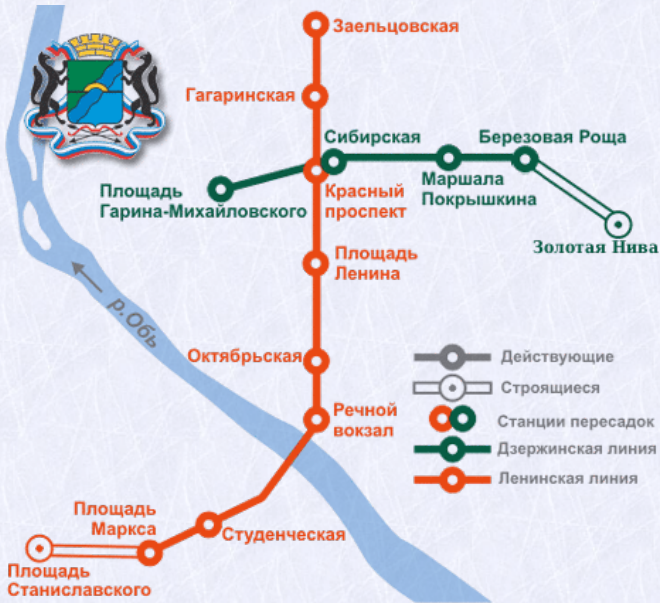 Заельцовская
Гагаринская
Сибирская
Березовая Роща
Площадь
Гарина-Михайловского
Красный
проспект
Маршала
Покрышкина
Золотая Нива
Площадь
Ленина
р.Обь
Октябрьская
Речной
вокзал
Площадь
Маркса
Студенческая
Площадь
Станиславского
Действующие
Строящиеся
Станции пересадок
Дзержинская линия
Ленинская линия